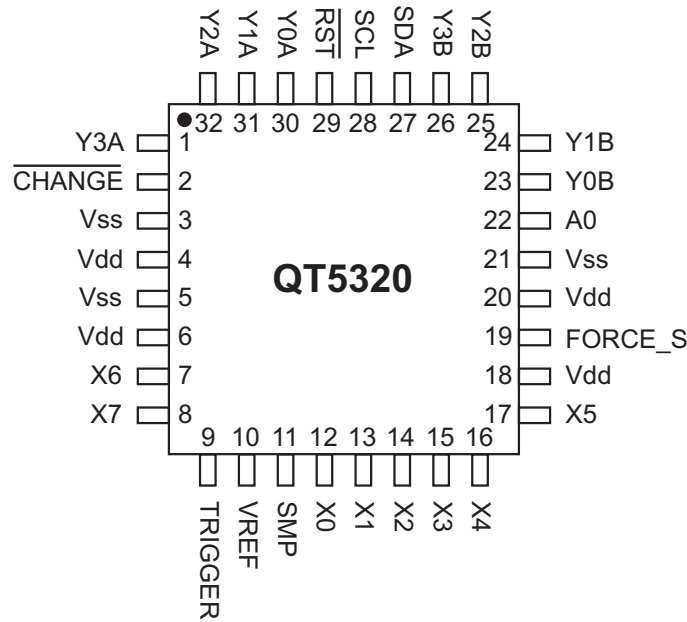 Y2A Y1A Y0A RST SCL SDA Y3B Y2B
32 31 30 29 28 27 26 25
Y3A 1 24 Y1B
CHANGE 2 23 Y0B
Vss 3 22 A0
Vdd 4 21 Vss
Vss 5 20 Vdd
Vdd 6 19 FORCE_S
X6 7 18 Vdd
X7 8 17 X5
QT5320
9 10 11 12 13 14 15 16
TRIGGER VREF SMP X0 X1 X2 X3 X4